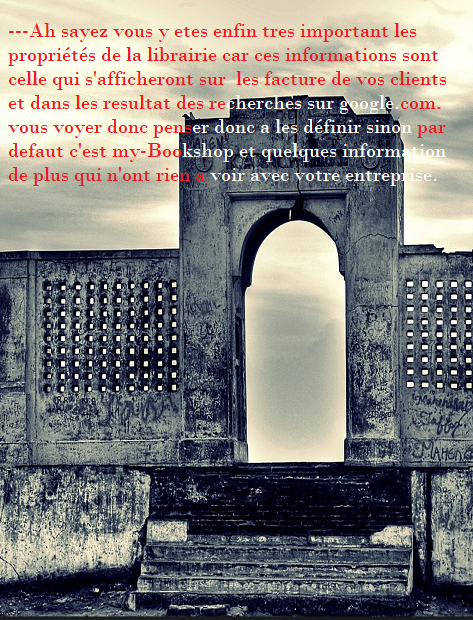 ---Ah sayez vous y etes enfin tres important les
propriétés de la librairie car ces informations sont
celle qui s'afficheront sur les facture de vos clients
et dans les resultat des recherches sur google.com.
vous voyer donc penser donc a les définir sinon par
defaut c'est my-Bookshop et quelques information
de plus qui n'ont rien a voir avec votre entreprise.